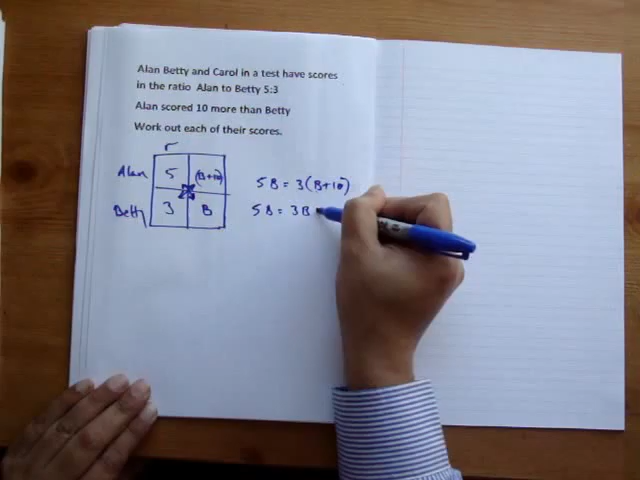 Alan Betty and Carol in a test have scores
in the ratio Alan to Betty 5:3
Alan scored 10 more than Betty
Work out each of their scores.
r
Alan 5 (B+10)
Betty 3 B
5B = 3(B+10)
5B = 3B